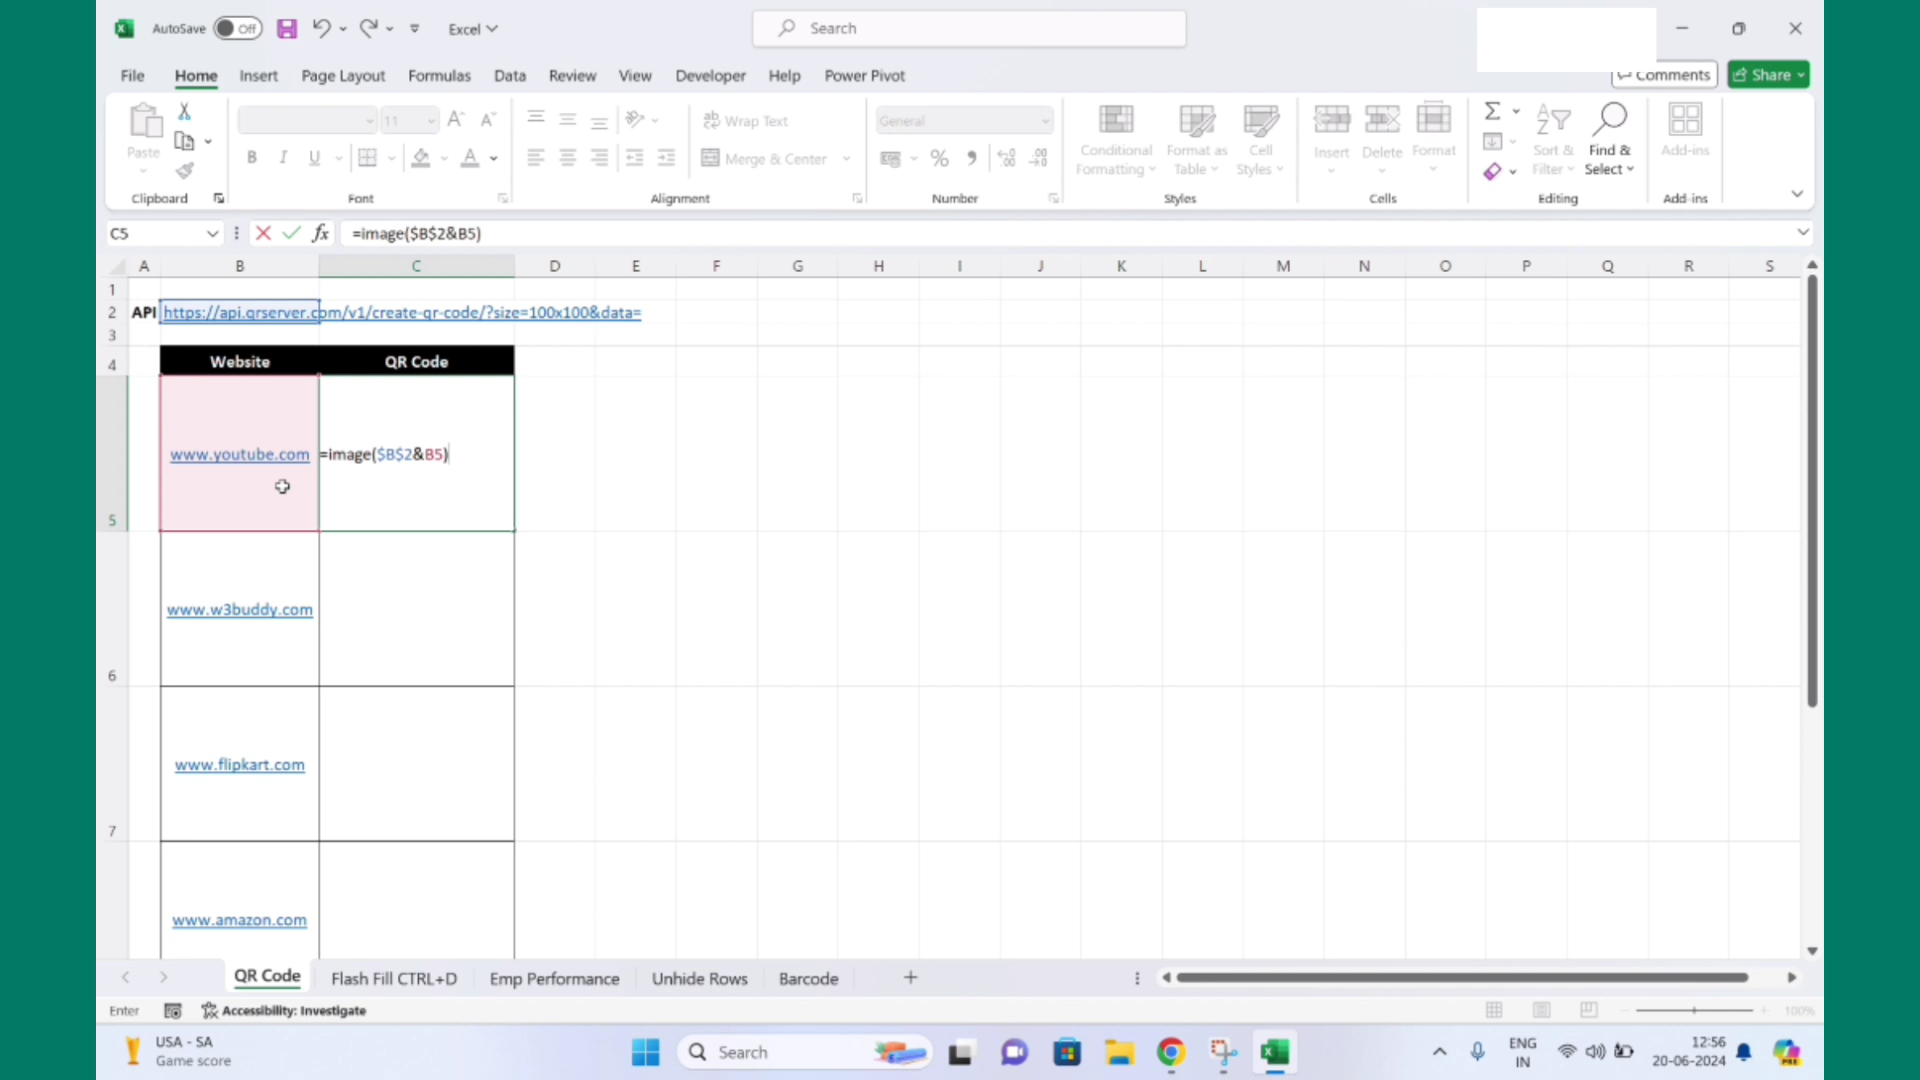 AutoSave Off Excel Search
File Home Insert Page Layout Formulas Data Review View Developer Help Power Pivot Comments Share
11 Wrap Text General
Paste B I U Merge & Center % Conditional Formatting Format as Table Cell Styles Insert Delete Format Sort & Filter Find & Select Add-ins
Clipboard Font Alignment Number Styles Cells Editing Add-ins
C5 fx =image($B$2&B5)
A B C D E F G H I J K L M N O P Q R S
1
2 API https://api.qrserver.com/v1/create-qr-code/?size=100x100&data=
3
4 Website QR Code
www.youtube.com =image($B$2&B5)
5
www.w3buddy.com
6
www.flipkart.com
7
www.amazon.com
QR Code Flash Fill CTRL+D Emp Performance Unhide Rows Barcode +
Enter Accessibility: Investigate 100%
USA - SA Search ENG 12:56
Game score IN 20-06-2024 PRE